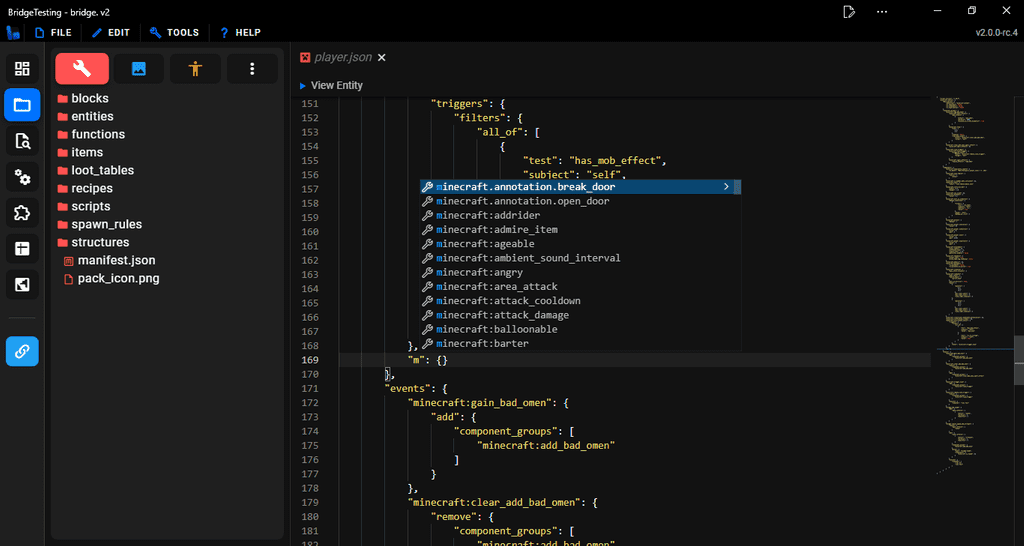 BridgeTesting - bridge. v2
FILE EDIT TOOLS HELP
v2.0.0-rc.4
blocks
entities
functions
items
loot_tables
recipes
scripts
spawn_rules
structures
manifest.json
pack_icon.png
player.json
View Entity
151 "triggers": {
152 "filters": {
153 "all_of": [
154 {
155 "test": "has_mob_effect",
156 "subject": "self",
157 minecraft.annotation.break_door
158 minecraft.annotation.open_door
159 minecraft:addrider
160 minecraft:admire_item
161 minecraft:ageable
162 minecraft:ambient_sound_interval
163 minecraft:angry
164 minecraft:area_attack
165 minecraft:attack_cooldown
166 minecraft:attack_damage
167 minecraft:balloonable
168 }, minecraft:barter
169 "m": {}
170 },
171 "events": {
172 "minecraft:gain_bad_omen": {
173 "add": {
174 "component_groups": [
175 "minecraft:add_bad_omen"
176 ]
177 }
178 },
179 "minecraft:clear_add_bad_omen": {
180 "remove": {
181 "component_groups": [
182 "minecraft:add_bad_omen"